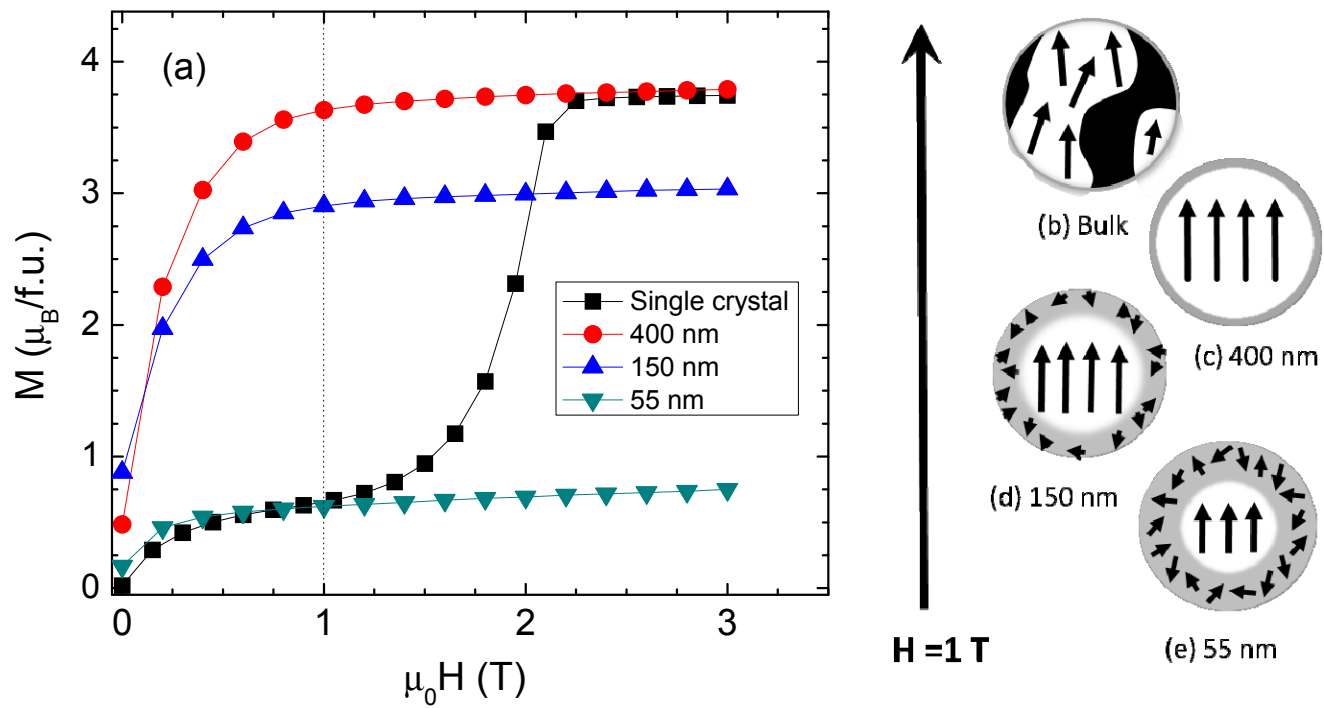 (a)
4
3
2
1
0
M (μB/f.u.)
0 1 2 3
μ0H (T)
Single crystal
400 nm
150 nm
55 nm
H =1 T
(b) Bulk
(c) 400 nm
(d) 150 nm
(e) 55 nm